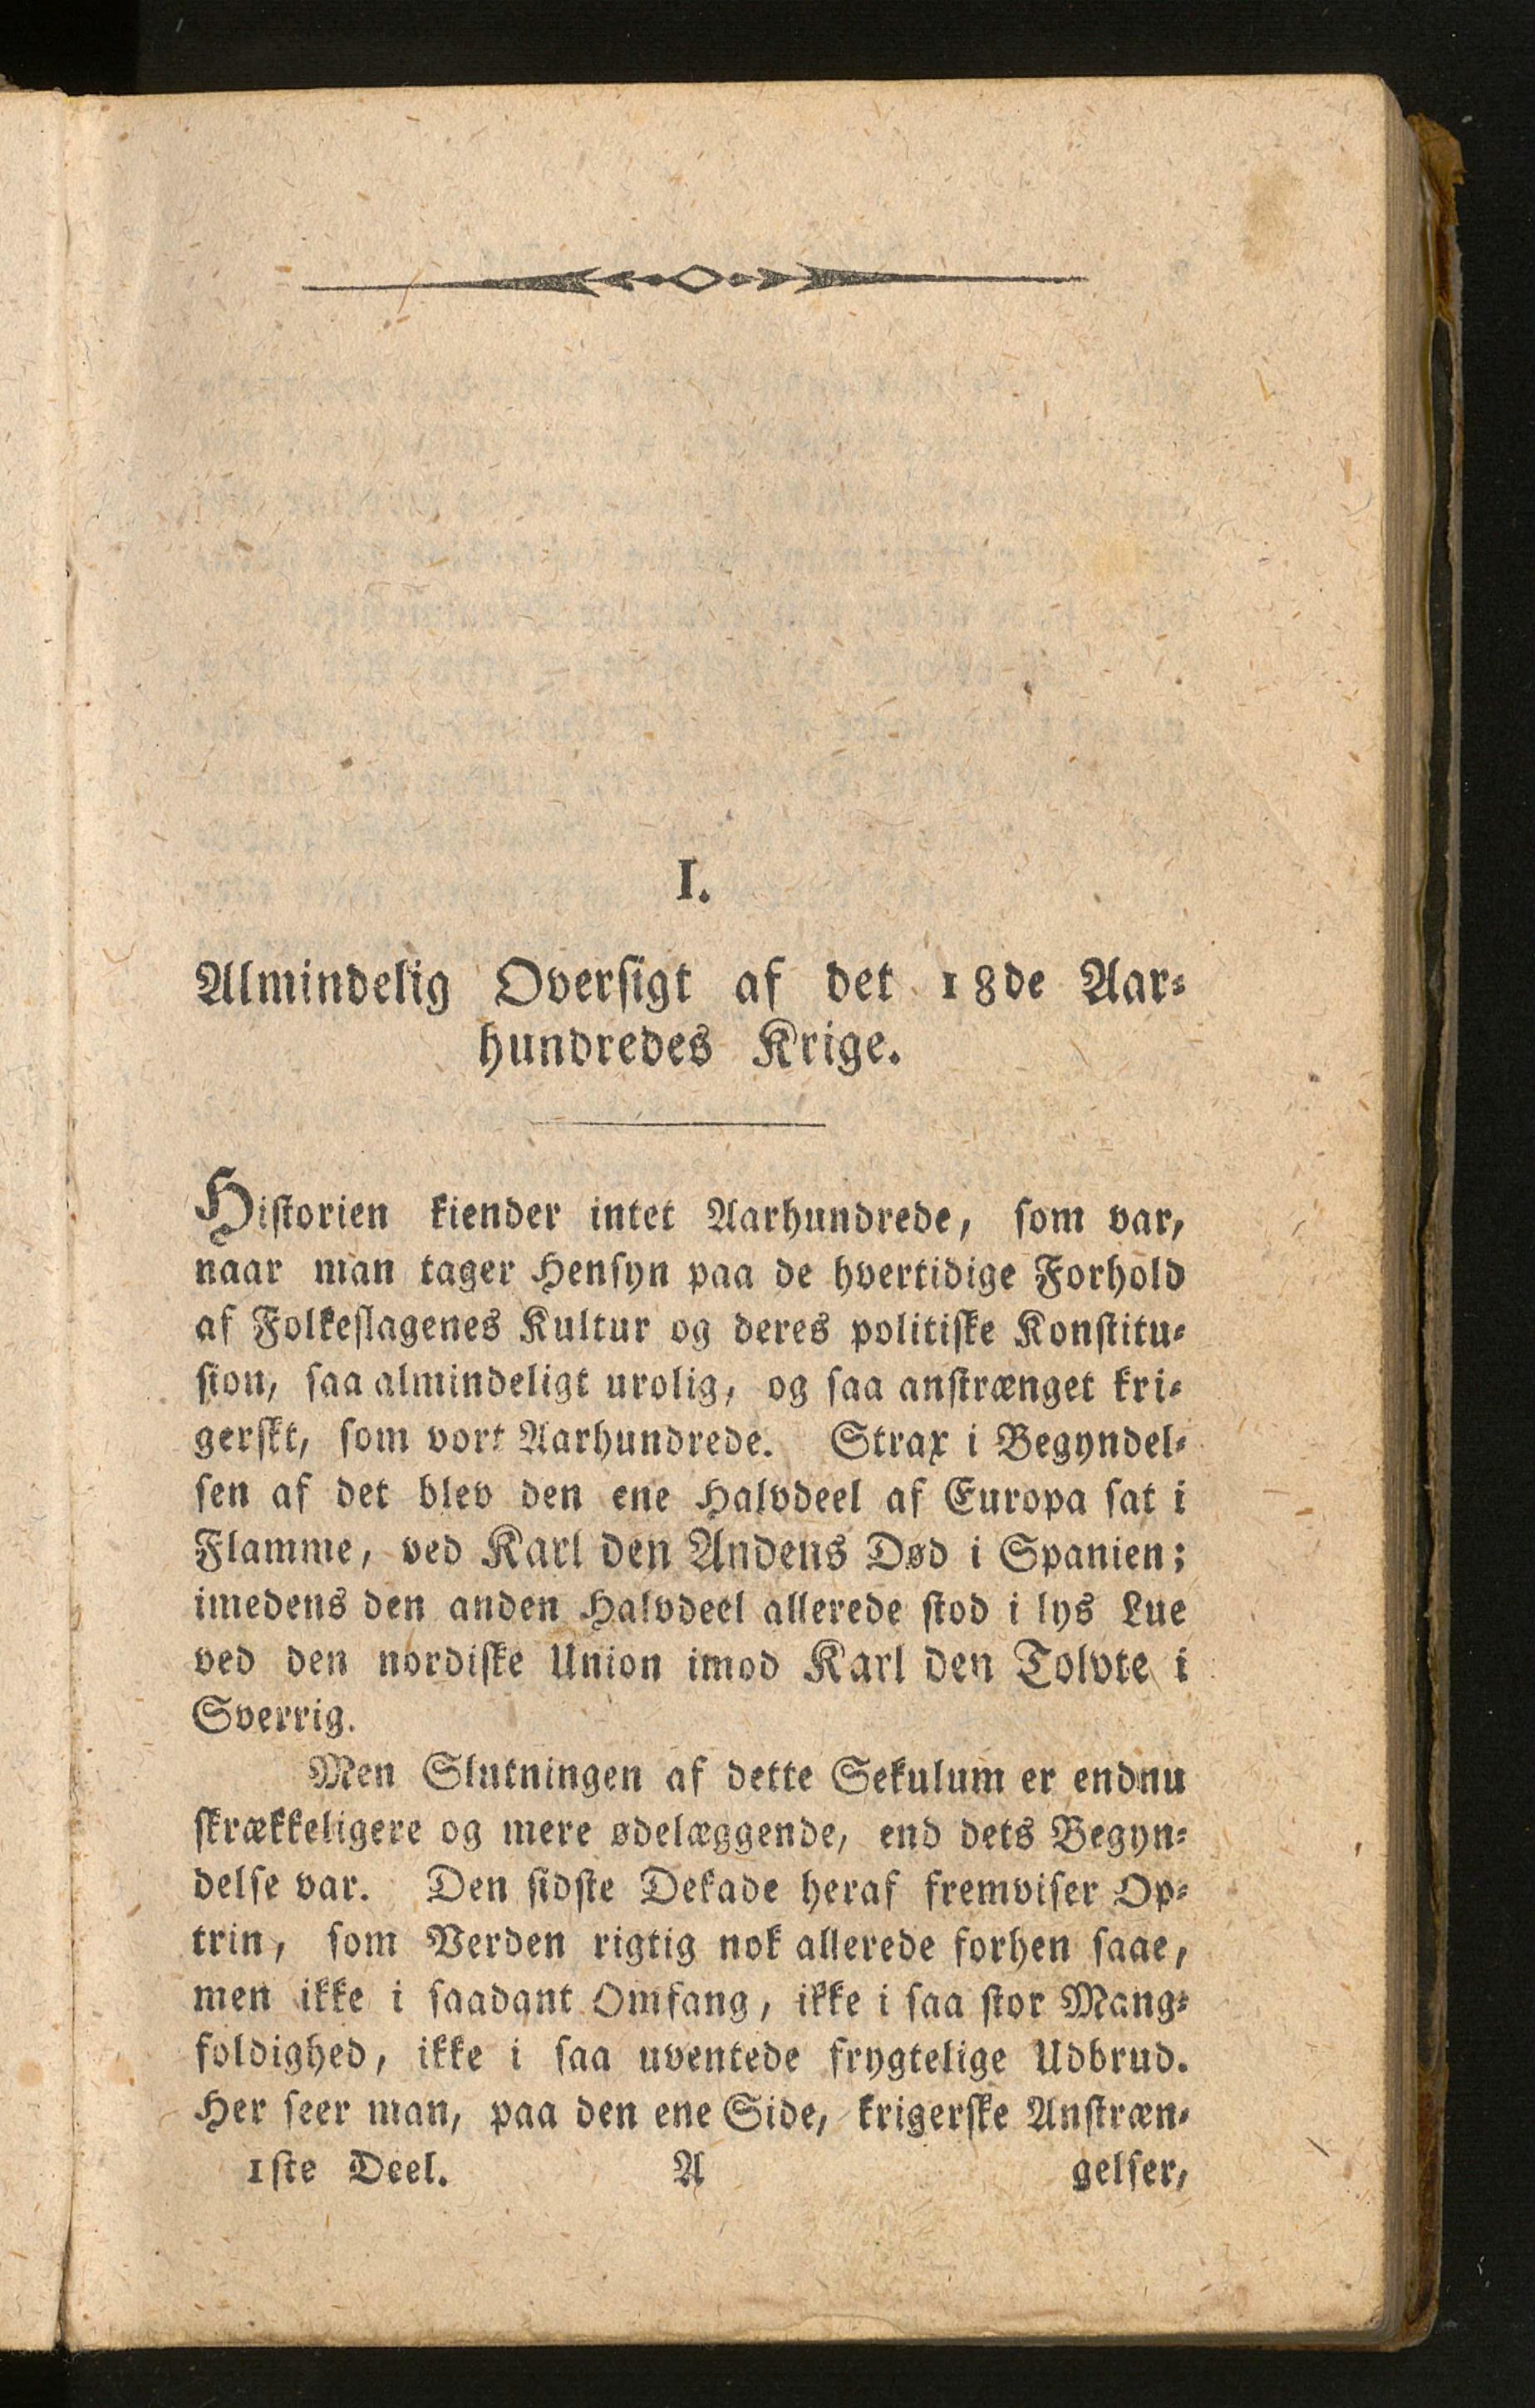 I.
Almindelig Oversigt af det 18de Aar-
hundredes Krige.
Historien kiender intet Aarhundrede, som var,
naar man tager Hensyn paa de hvertidige Forhold
af Folkeslagenes Kultur og deres politiske Konstitu-
sion, saa almindeligt urolig, og saa anstrænget kri-
gerskt, som vort Aarhundrede. Strax i Begyndel-
sen af det blev den ene Halvdeel af Europa sat i
Flamme, ved Karl den Andens Død i Spanien;
imedens den anden Halvdeel allerede stod i lys Lue
ved den nordiske Union imod Karl den Tolvte i
Sverrig.
Men Slutningen af dette Sekulum er endnu
skrækkeligere og mere ødelæggende, end dets Begyn-
delse var. Den sidste Dekade heraf fremviser Op-
trin, som Verden rigtig nok allerede forhen saae,
men ikke i saadant Omfang, ikke i saa stor Mang-
foldighed, ikke i saa uventede frygtelige Udbrud.
Her seer man, paa den ene Side, krigerske Anstræn-
1ste Deel. A gelser,